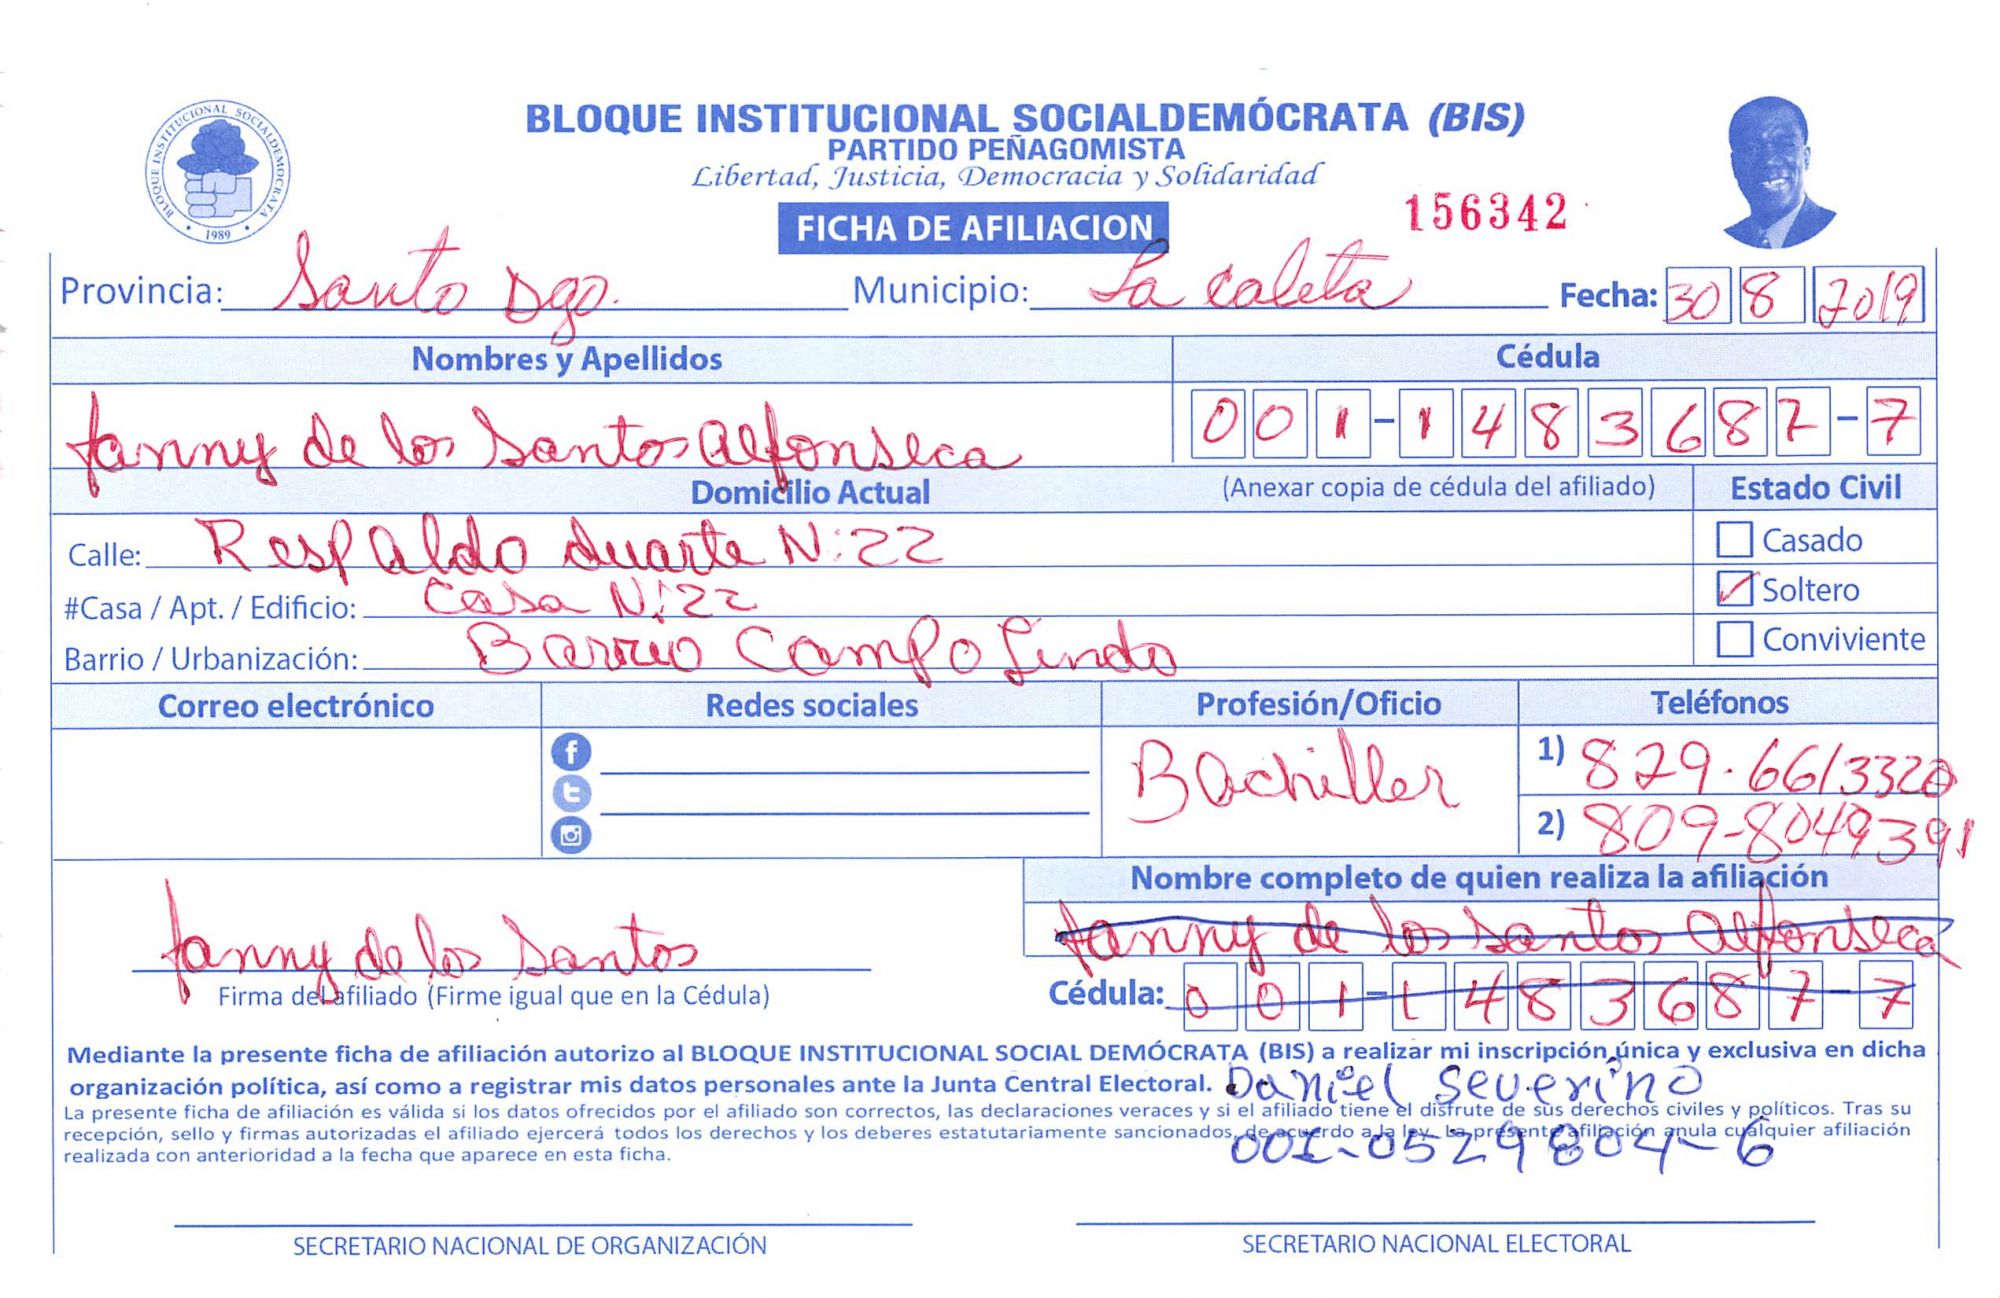 BLOQUE INSTITUCIONAL SOCIALDEMOCRATA
1989
BLOQUE INSTITUCIONAL SOCIALDEMÓCRATA (BIS)
PARTIDO PEÑAGOMISTA
Libertad, Justicia, Democracia y Solidaridad
FICHA DE AFILIACION
156342
Provincia: Santo Dgo. Municipio: La Caleta Fecha: 30 8 2019
Nombres y Apellidos Cédula
fanny de los Santos Alfonseca 001-1483687-7
Domicilio Actual (Anexar copia de cédula del afiliado) Estado Civil
Calle: Respaldo duarte N:22 Casado
#Casa / Apt. / Edificio: Casa N:22 Soltero
Barrio / Urbanización: Barrio Campo Lindo Conviviente
Correo electrónico Redes sociales Profesión/Oficio Teléfonos
Bachiller 1) 829-6613320
2) 809-8049391
Nombre completo de quien realiza la afiliación
fanny de los Santos Alfonseca
fanny de los Santos
Firma del afiliado (Firme igual que en la Cédula) Cédula: 001-1483687-7
Mediante la presente ficha de afiliación autorizo al BLOQUE INSTITUCIONAL SOCIAL DEMÓCRATA (BIS) a realizar mi inscripción única y exclusiva en dicha
organización política, así como a registrar mis datos personales ante la Junta Central Electoral. Daniel Severino
La presente ficha de afiliación es válida si los datos ofrecidos por el afiliado son correctos, las declaraciones veraces y si el afiliado tiene el disfrute de sus derechos civiles y políticos. Tras su
recepción, sello y firmas autorizadas el afiliado ejercerá todos los derechos y los deberes estatutariamente sancionados, de acuerdo a la ley. La presente afiliación anula cualquier afiliación
realizada con anterioridad a la fecha que aparece en esta ficha. 001-0529804-6
SECRETARIO NACIONAL DE ORGANIZACIÓN SECRETARIO NACIONAL ELECTORAL